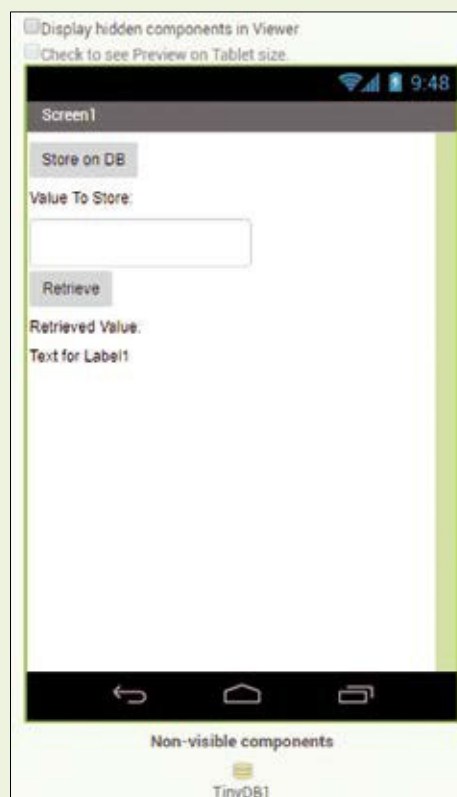 Display hidden components in Viewer
Check to see Preview on Tablet size.
9:48
Screen1
Store on DB
Value To Store:
Retrieve
Retrieved Value:
Text for Label1
Non-visible components
TinyDB1